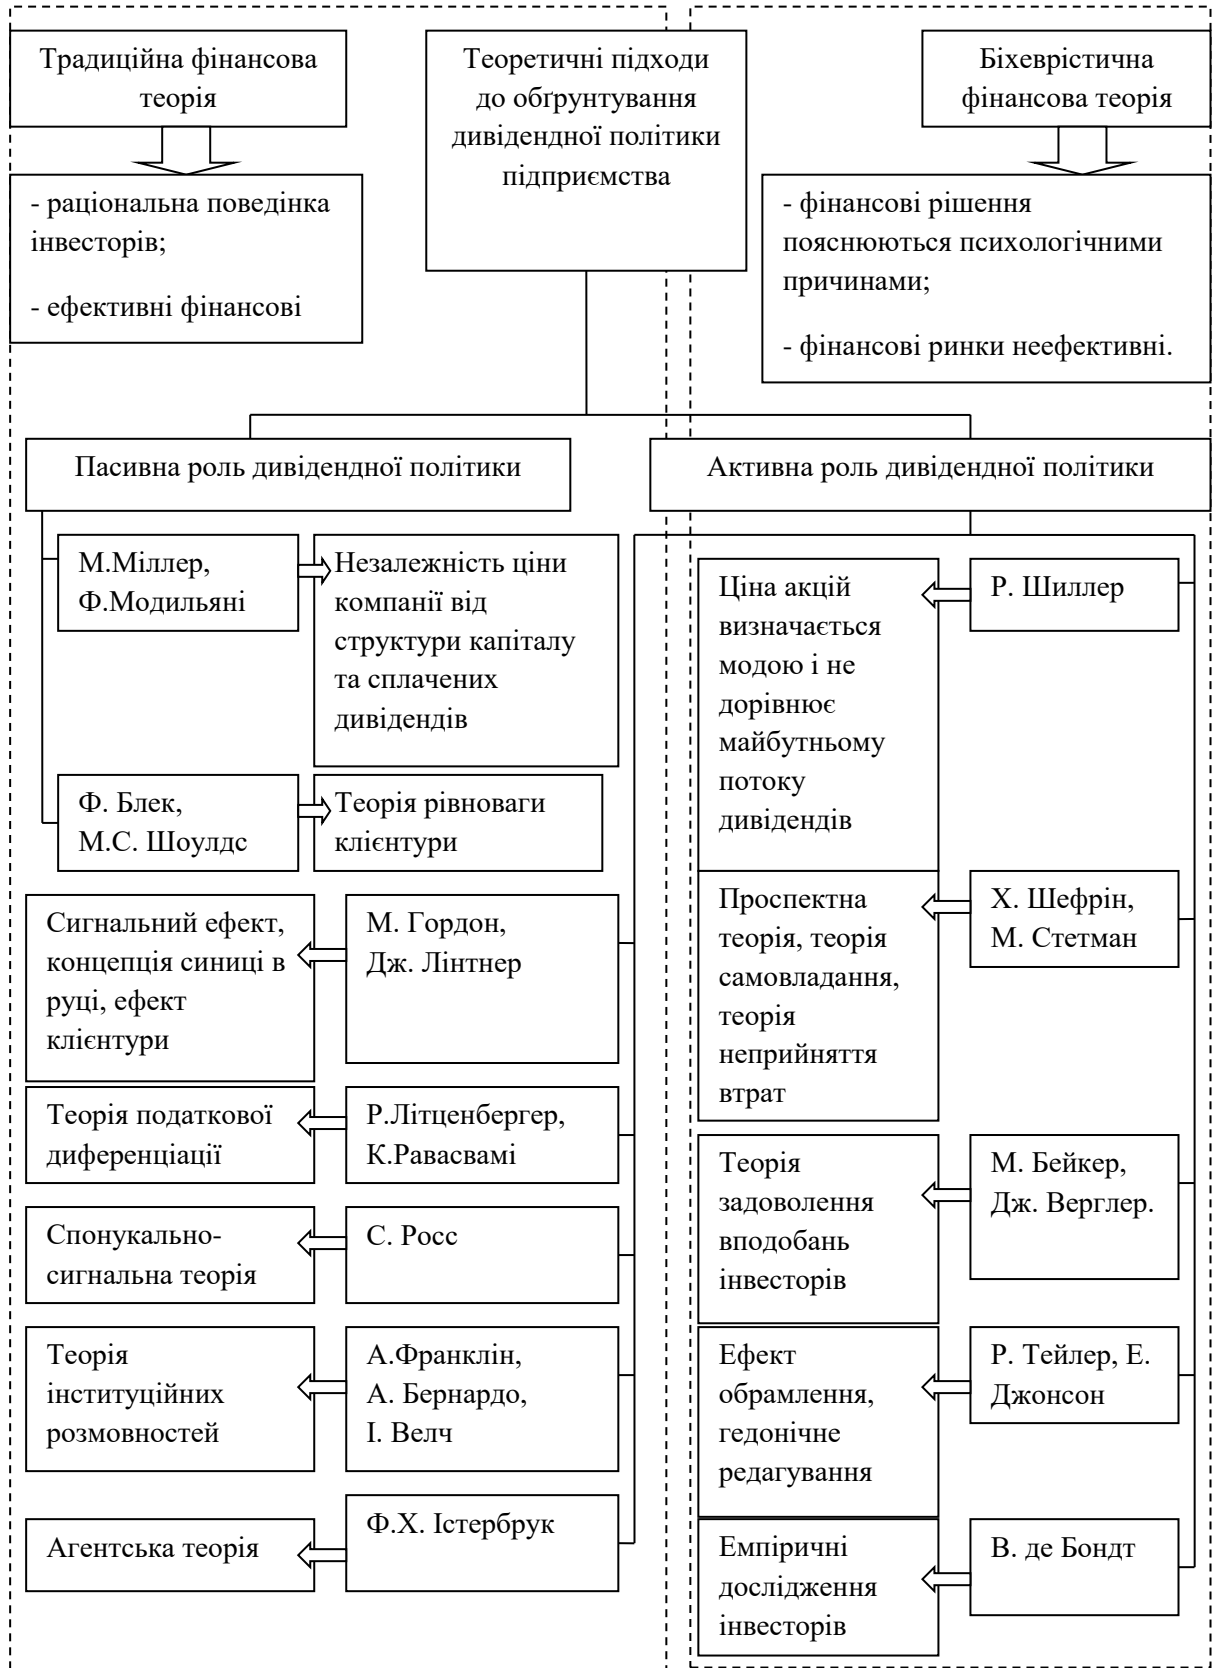 Традиційна фінансова
теорія
Теоретичні підходи
до обґрунтування
дивідендної політики
підприємства
Біхеврістична
фінансова теорія
- раціональна поведінка
інвесторів;
- ефективні фінансові
- фінансові рішення
пояснюються психологічними
причинами;
- фінансові ринки неефективні.
Пасивна роль дивідендної політики
Активна роль дивідендної політики
М.Міллер,
Ф.Модильяні
Незалежність ціни
компанії від
структури капіталу
та сплачених
дивідендів
Ф. Блек,
М.С. Шоулдс
Теорія рівноваги
клієнтури
Сигнальний ефект,
концепція синиці в
руці, ефект
клієнтури
М. Гордон,
Дж. Лінтнер
Теорія податкової
диференціації
Р.Літценбергер,
К.Равасвамі
Спонукально-
сигнальна теорія
С. Росс
Теорія
інституційних
розмовностей
А.Франклін,
А. Бернардо,
І. Велч
Агентська теорія
Ф.Х. Істербрук
Ціна акцій
визначається
модою і не
дорівнює
майбутньому
потоку
дивідендів
Р. Шиллер
Проспектна
теорія, теорія
самовладання,
теорія
неприйняття
втрат
Х. Шефрін,
М. Стетман
Теорія
задоволення
вподобань
інвесторів
М. Бейкер,
Дж. Верглер.
Ефект
обрамлення,
гедонічне
редагування
Р. Тейлер, Е.
Джонсон
Емпіричні
дослідження
інвесторів
В. де Бондт